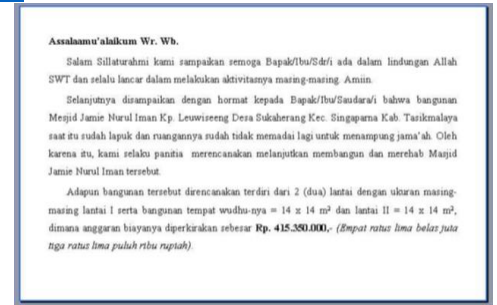 Assalaamu'alaikum Wr. Wb.
Salam Sillaturahmi kami sampaikan semoga Bapak/Ibu/Sdr/i ada dalam lindungan Allah
SWT dan selalu lancar dalam melakukan aktivitasnya masing-masing. Amiin.
Selanjutnya disampaikan dengan hormat kepada Bapak/Ibu/Saudara/i bahwa bangunan
Mesjid Jamie Nurul Iman Kp. Leuwiseeng Desa Sukaherang Kec. Singaparna Kab. Tasikmalaya
saat itu sudah lapuk dan ruangannya sudah tidak memadai lagi untuk menampung jama'ah. Oleh
karena itu, kami selaku panitia merencanakan melanjutkan membangun dan merehab Masjid
Jamie Nurul Iman tersebut.
Adapun bangunan tersebut direncanakan terdiri dari 2 (dua) lantai dengan ukuran masing-
masing lantai I serta bangunan tempat wudhu-nya = 14 x 14 m² dan lantai II = 14 x 14 m²,
dimana anggaran biayanya diperkirakan sebesar Rp. 415.350.000,- (Empat ratus lima belas juta
tiga ratus lima puluh ribu rupiah).